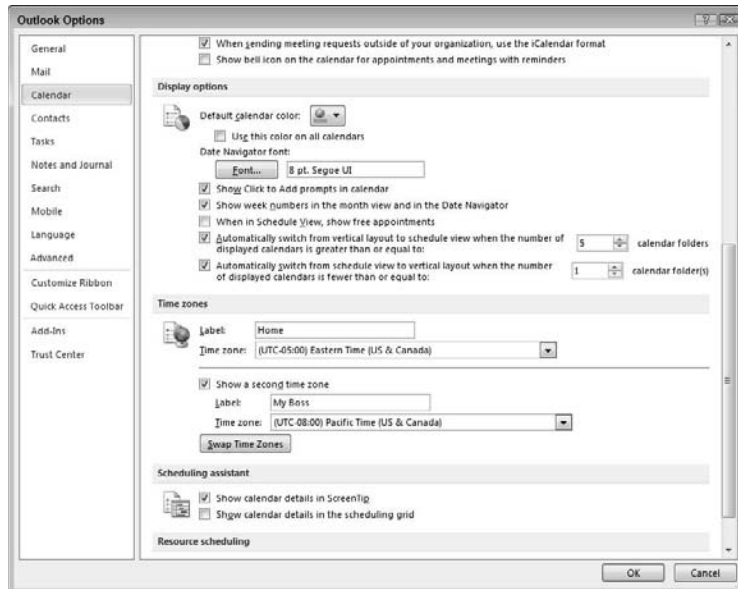 Outlook Options
General
Mail
Calendar
Contacts
Tasks
Notes and Journal
Search
Mobile
Language
Advanced
Customize Ribbon
Quick Access Toolbar
Add-Ins
Trust Center
When sending meeting requests outside of your organization, use the iCalendar format
Show bell icon on the calendar for appointments and meetings with reminders
Display options
Default calendar color:
Use this color on all calendars
Date Navigator font:
Font... 8 pt. Segoe UI
Show Click to Add prompts in calendar
Show week numbers in the month view and in the Date Navigator
When in Schedule View, show free appointments
Automatically switch from vertical layout to schedule view when the number of
displayed calendars is greater than or equal to: 5 calendar folders
Automatically switch from schedule view to vertical layout when the number
of displayed calendars is fewer than or equal to: 1 calendar folder(s)
Time zones
Label: Home
Time zone: (UTC-05:00) Eastern Time (US & Canada)
Show a second time zone
Label: My Boss
Time zone: (UTC-08:00) Pacific Time (US & Canada)
Swap Time Zones
Scheduling assistant
Show calendar details in ScreenTip
Show calendar details in the scheduling grid
Resource scheduling
OK Cancel